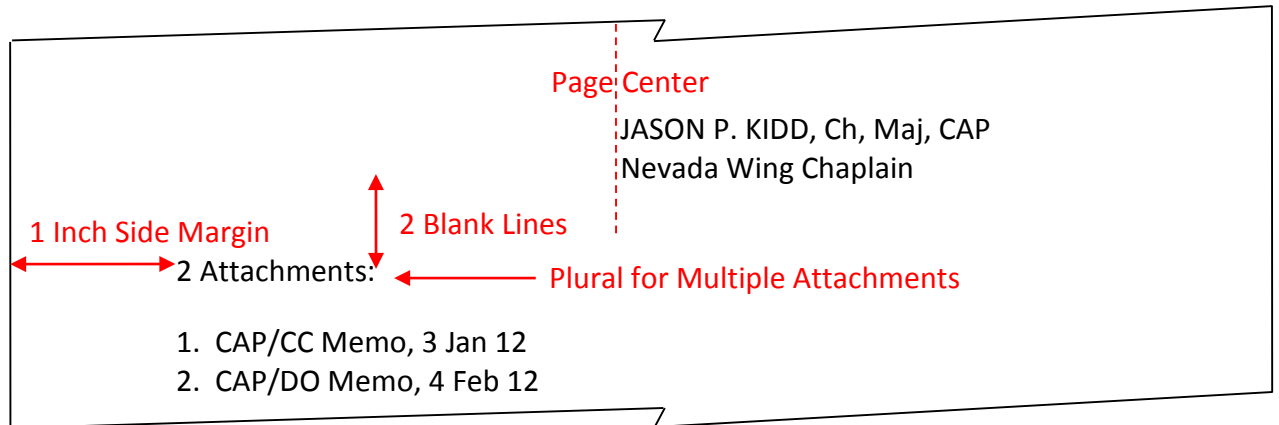 Page Center
JASON P. KIDD, Ch, Maj, CAP
Nevada Wing Chaplain
2 Blank Lines
1 Inch Side Margin
2 Attachments:
Plural for Multiple Attachments
1. CAP/CC Memo, 3 Jan 12
2. CAP/DO Memo, 4 Feb 12